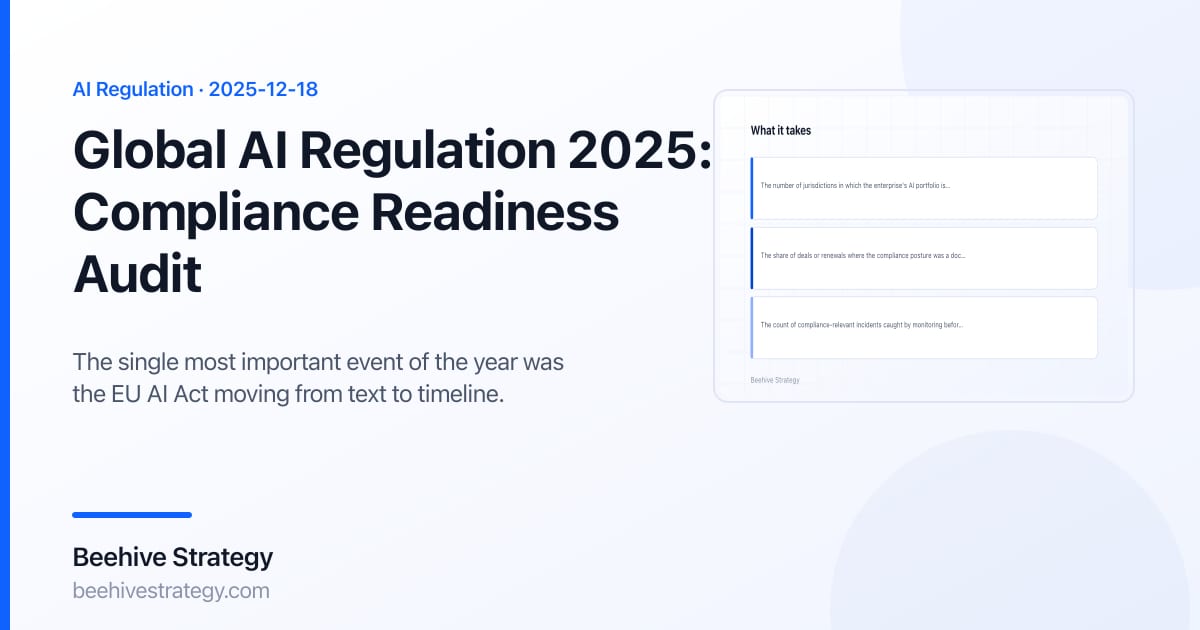 AI Regulation · 2025-12-18
Global AI Regulation 2025:
Compliance Readiness
Audit
The single most important event of the year was
the EU AI Act moving from text to timeline.
Beehive Strategy
beehivestrategy.com
What it takes
The number of jurisdictions in which the enterprise's AI portfolio is...
The share of deals or renewals where the compliance posture was a doc...
The count of compliance-relevant incidents caught by monitoring befor...
Beehive Strategy